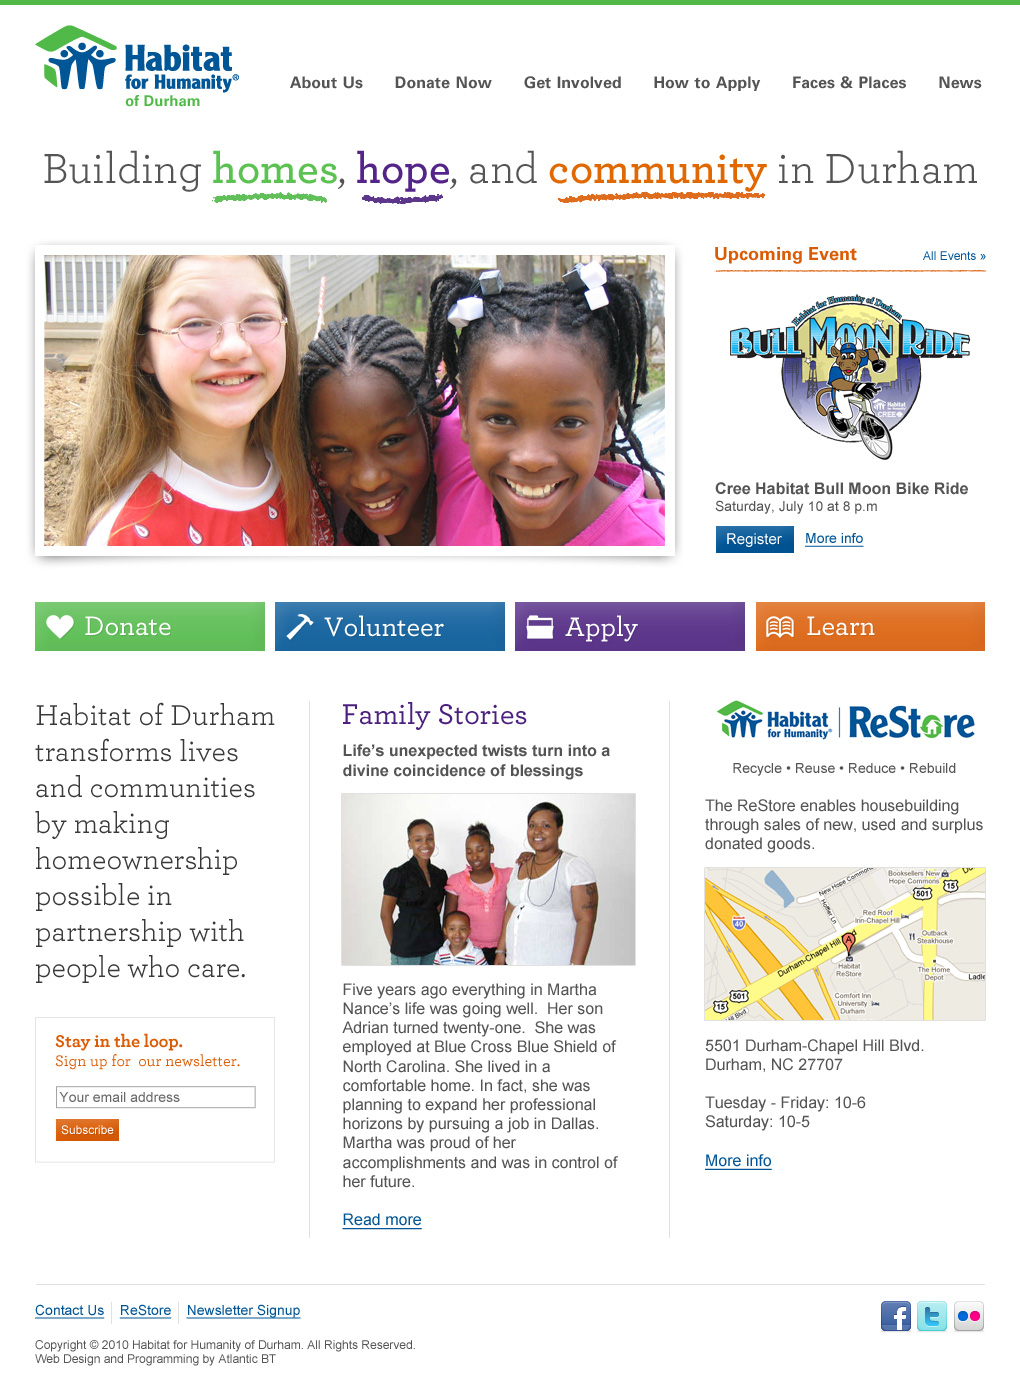 Habitat
for Humanity®
of Durham
About Us Donate Now Get Involved How to Apply Faces & Places News
Building homes, hope, and community in Durham
Upcoming Event All Events »
Habitat for Humanity of Durham
BULL MOON RIDE
Habitat
for Humanity
CREE
Cree Habitat Bull Moon Bike Ride
Saturday, July 10 at 8 p.m
Register More info
Donate Volunteer Apply Learn
Habitat of Durham
transforms lives
and communities
by making
homeownership
possible in
partnership with
people who care.
Stay in the loop.
Sign up for our newsletter.
Your email address
Subscribe
Family Stories
Life's unexpected twists turn into a
divine coincidence of blessings
Five years ago everything in Martha
Nance's life was going well. Her son
Adrian turned twenty-one. She was
employed at Blue Cross Blue Shield of
North Carolina. She lived in a
comfortable home. In fact, she was
planning to expand her professional
horizons by pursuing a job in Dallas.
Martha was proud of her
accomplishments and was in control of
her future.
Read more
Habitat
for Humanity®
ReStore
Recycle • Reuse • Reduce • Rebuild
The ReStore enables housebuilding
through sales of new, used and surplus
donated goods.
Booksellers New
Hope Commons
New Hope Commons
501
15
Red Roof
Inn-Chapel Hill
40
Outback
Steakhouse
Durham-Chapel Hill Blvd
A
Habitat
ReStore
The Home
Depot
Ladle
Comfort Inn
University
Durham
501
15
Hill Blvd.
5501 Durham-Chapel Hill Blvd.
Durham, NC 27707
Tuesday - Friday: 10-6
Saturday: 10-5
More info
Contact Us ReStore Newsletter Signup
f t
Copyright © 2010 Habitat for Humanity of Durham. All Rights Reserved.
Web Design and Programming by Atlantic BT